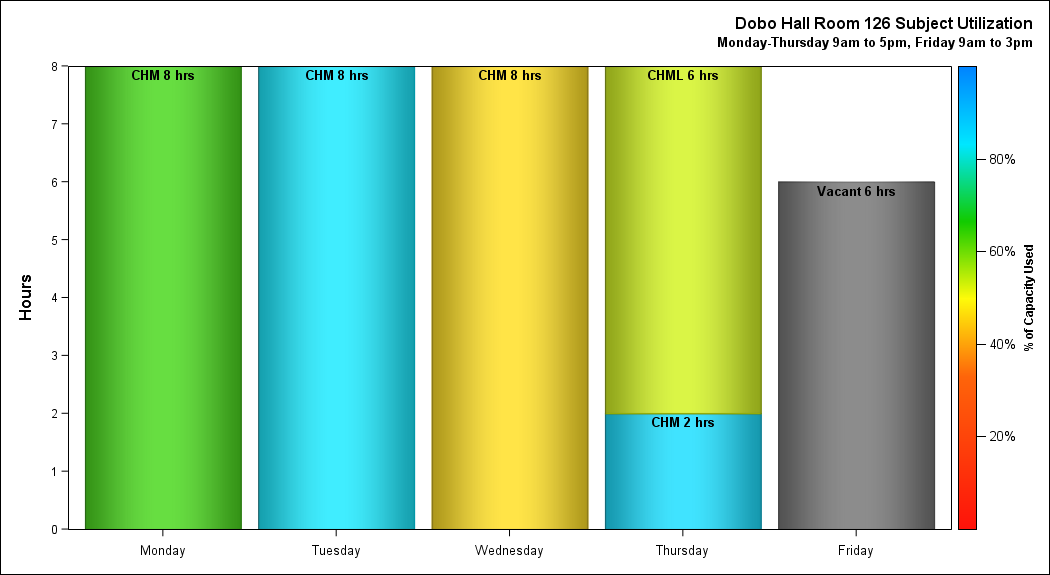 Dobo Hall Room 126 Subject Utilization
Monday-Thursday 9am to 5pm, Friday 9am to 3pm
Hours
8
7
6
5
4
3
2
1
0
CHM 8 hrs
CHM 8 hrs
CHM 8 hrs
CHML 6 hrs
CHM 2 hrs
Vacant 6 hrs
Monday
Tuesday
Wednesday
Thursday
Friday
80%
60%
40%
20%
% of Capacity Used